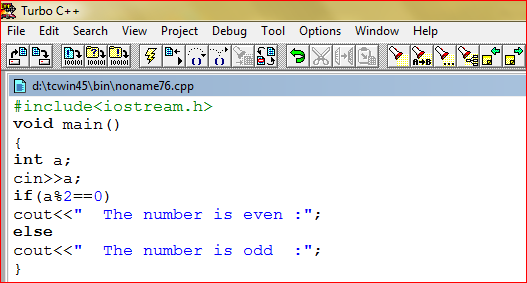 Turbo C++
File Edit Search View Project Debug Tool Options Window Help
d:\tcwin45\bin\noname76.cpp
#include<iostream.h>
void main()
{
int a;
cin>>a;
if(a%2==0)
cout<<"  The number is even :";
else
cout<<"  The number is odd  :";
}